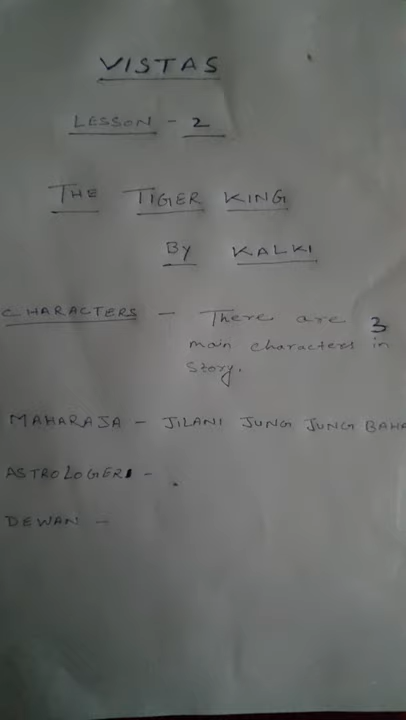 VISTAS
LESSON - 2
THE TIGER KING
By KALKI
CHARACTERS - There are 3
main characters in
story.
MAHARAJA - JILANI JUNG JUNG BAHA
ASTROLOGER -
DEWAN -